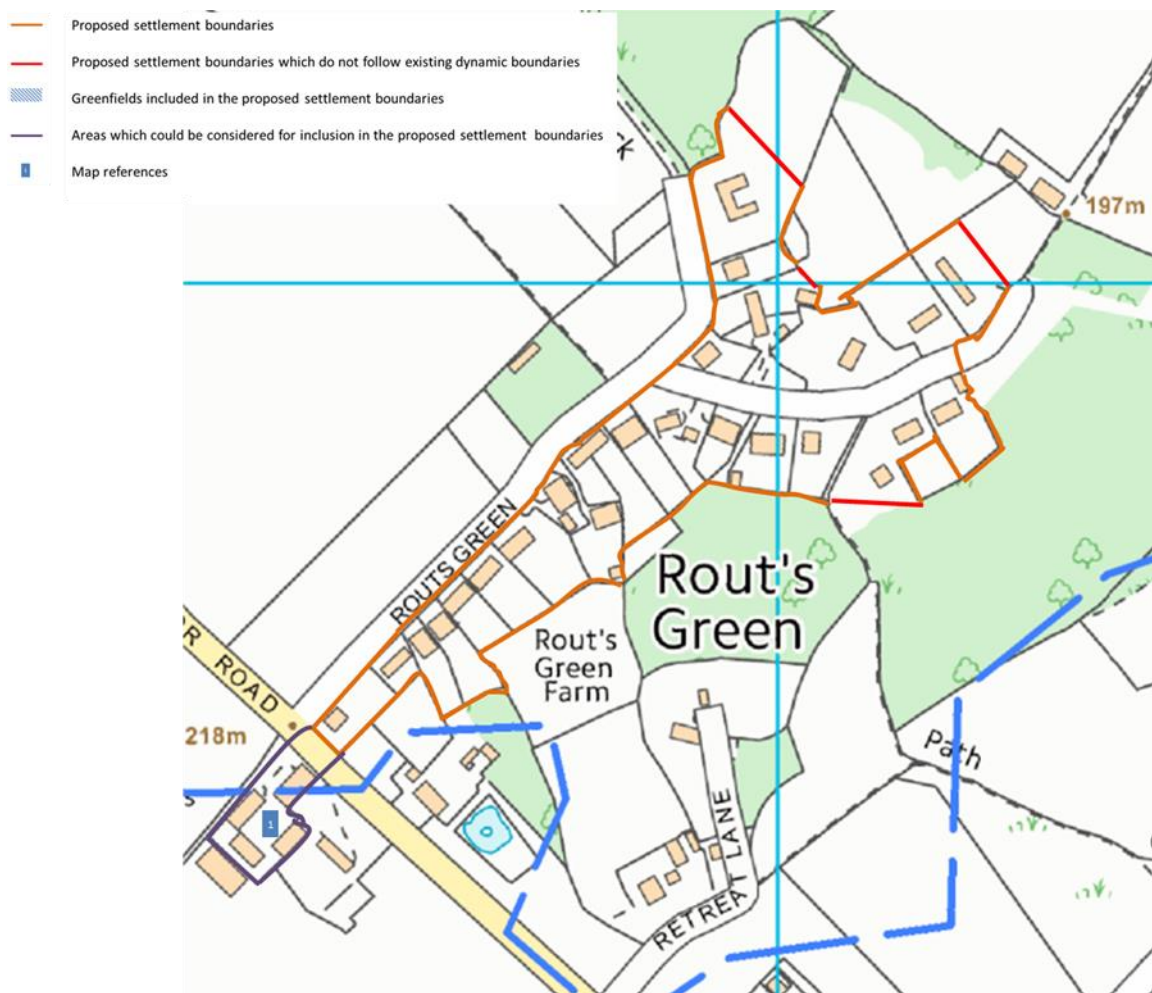 Proposed settlement boundaries
Proposed settlement boundaries which do not follow existing dynamic boundaries
Greenfields included in the proposed settlement boundaries
Areas which could be considered for inclusion in the proposed settlement boundaries
1
Map references
k
197m
ROUTS GREEN
Rout's
Green
Rout's
Green
Farm
OR ROAD
218m
s
1
Path
RETREAT LANE